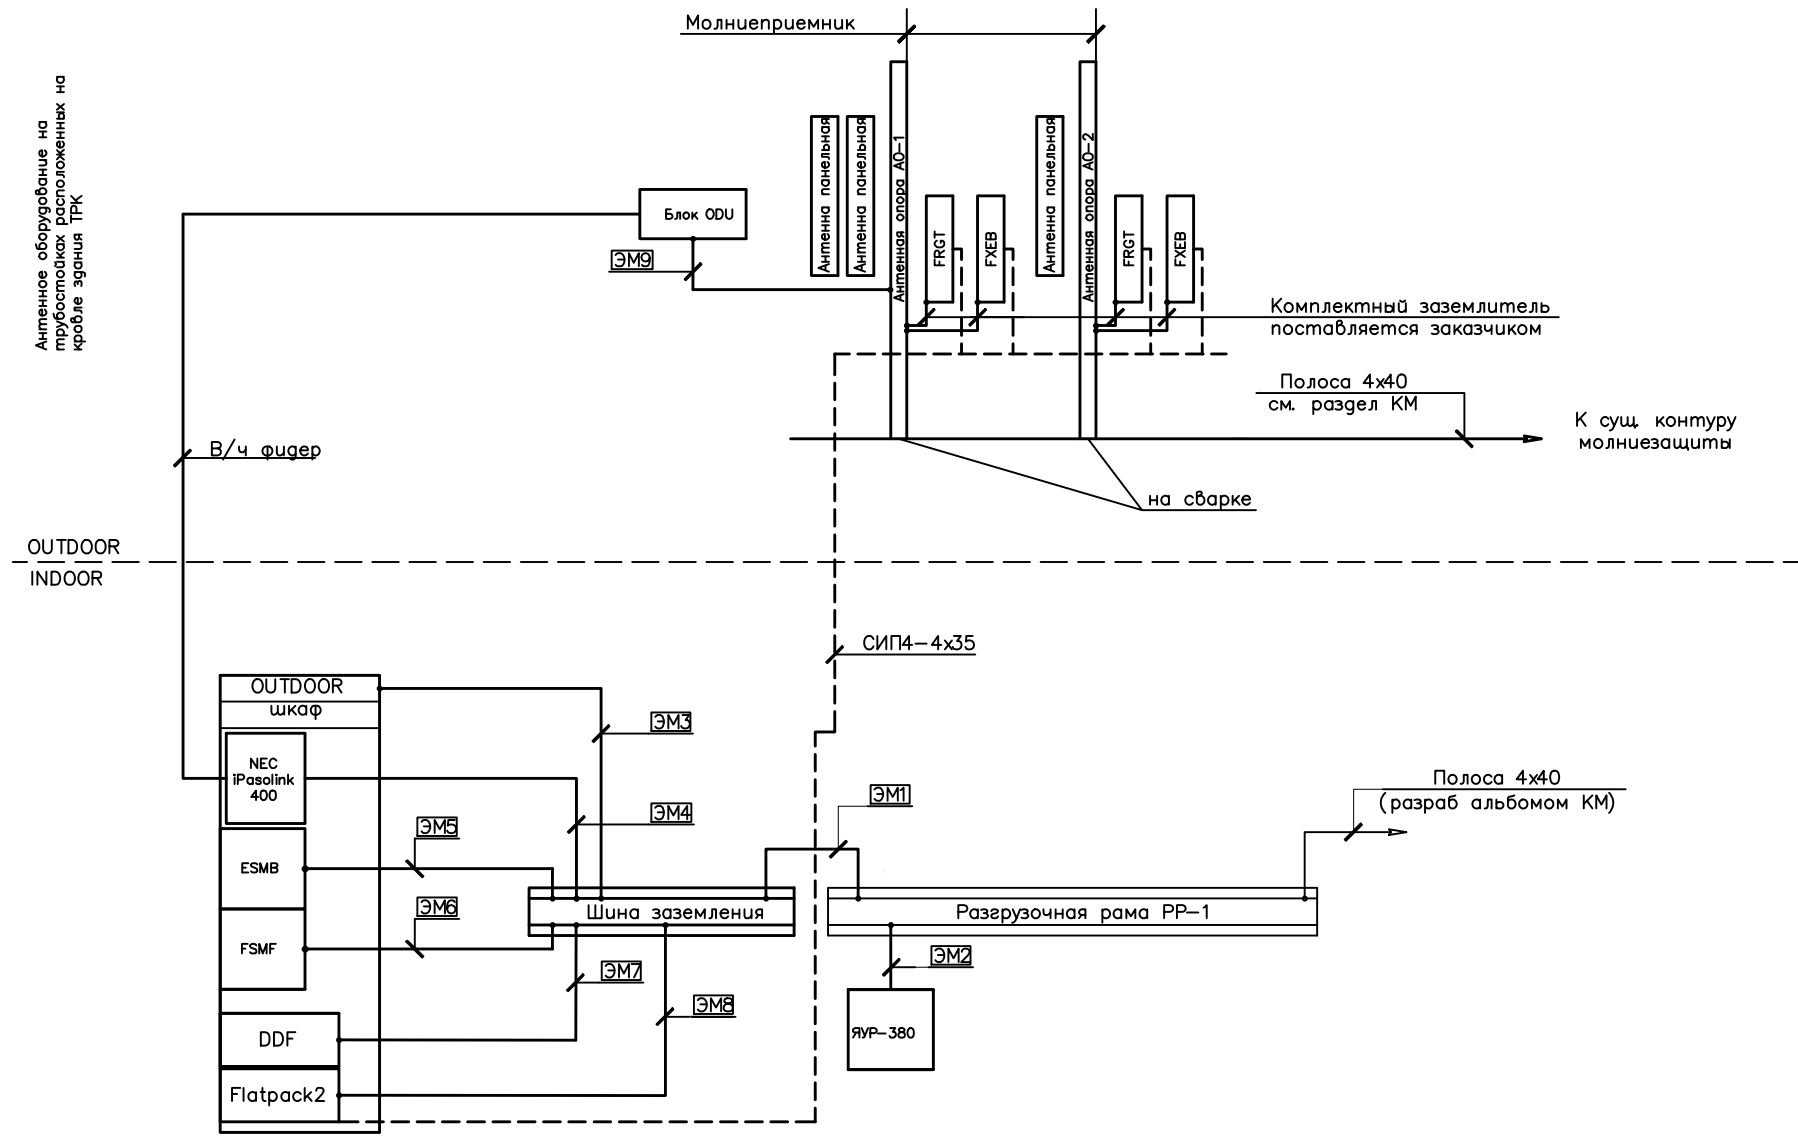 Молниеприемник
Антенное оборудование на
трубостойках расположенных на
кровле здания ТРК
Антенна панельная
Антенна панельная
Антенная опора АО-1
FRGT
FXEB
Антенна панельная
Антенная опора АО-2
FRGT
FXEB
Блок ODU
ЭМ9
Комплектный заземлитель
поставляется заказчиком
Полоса 4х40
см. раздел КМ
К сущ. контуру
молниезащиты
В/ч фидер
на сварке
OUTDOOR
INDOOR
СИП4-4х35
OUTDOOR
шкаф
ЭМ3
NEC
iPasolink
400
Полоса 4х40
(разраб альбомом КМ)
ЭМ1
ЭМ4
ЭМ5
ESMB
ЭМ6
Шина заземления
Разгрузочная рама РР-1
FSMF
ЭМ2
ЭМ7
ЭМ8
ЯУР-380
DDF
Flatpack2